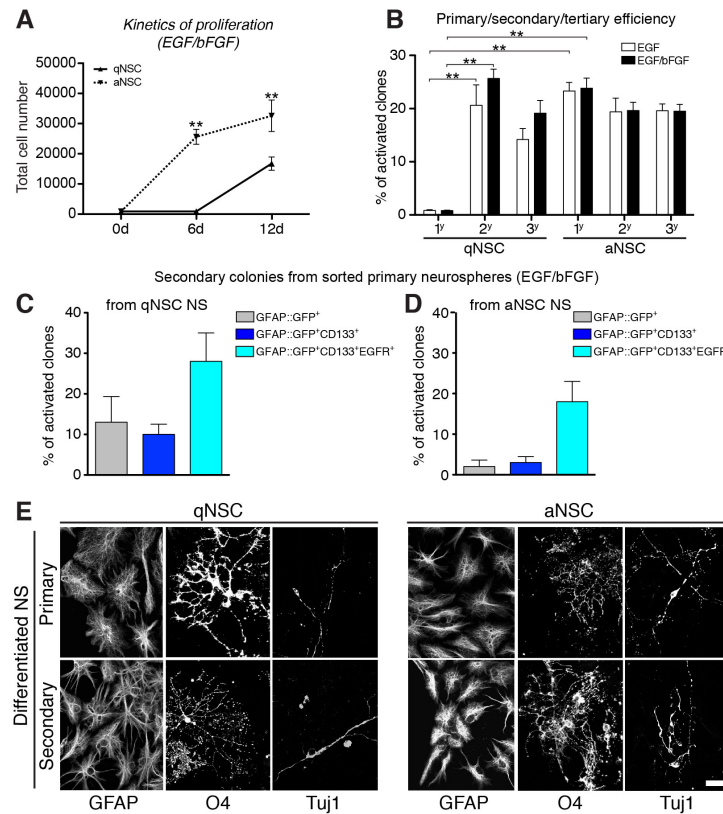 A
Kinetics of proliferation
(EGF/bFGF)
qNSC
aNSC
Total cell number
50000
40000
30000
20000
10000
0
**
**
0d
6d
12d
B
Primary/secondary/tertiary efficiency
EGF
EGF/bFGF
% of activated clones
30
20
10
0
**
**
**
**
1y
2y
3y
1y
2y
3y
qNSC
aNSC
Secondary colonies from sorted primary neurospheres (EGF/bFGF)
C
from qNSC NS
GFAP::GFP+
GFAP::GFP+CD133+
GFAP::GFP+CD133+EGFR+
% of activated clones
40
30
20
10
0
D
from aNSC NS
GFAP::GFP+
GFAP::GFP+CD133+
GFAP::GFP+CD133+EGFR
% of activated clones
40
30
20
10
0
E
qNSC
aNSC
Differentiated NS
Primary
Secondary
GFAP
O4
Tuj1
GFAP
O4
Tuj1